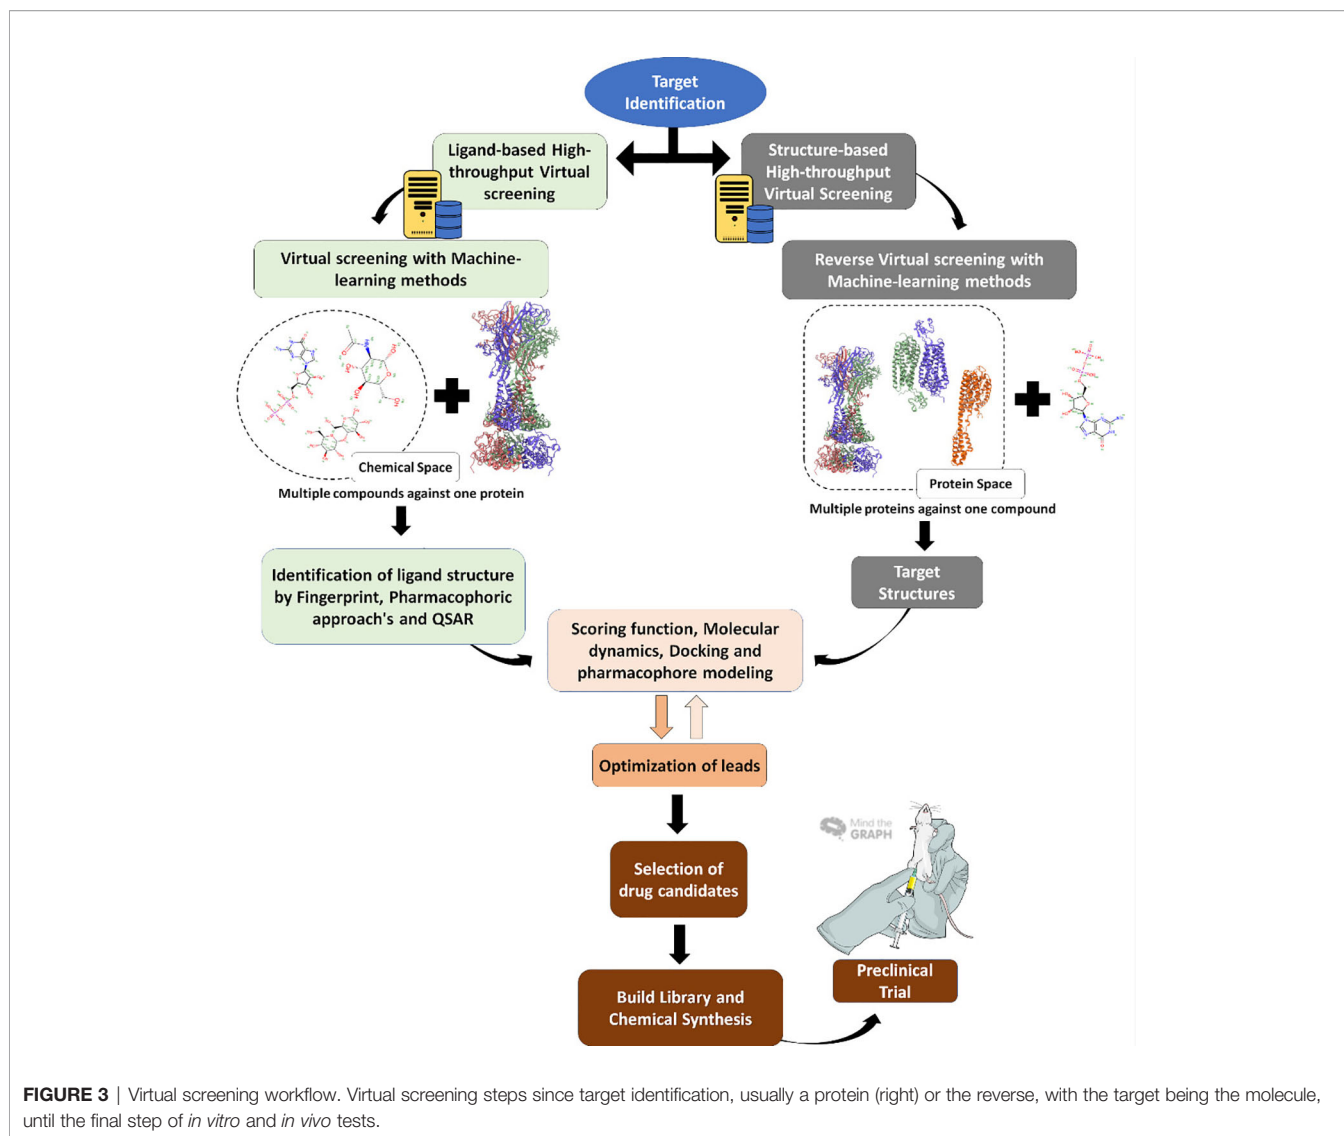 Target
Identification
Ligand-based High-
throughput Virtual
screening
Structure-based
High-throughput
Virtual Screening
Virtual screening with Machine-
learning methods
Reverse Virtual screening with
Machine-learning methods
Chemical Space
Multiple compounds against one protein
Protein Space
Multiple proteins against one compound
Identification of ligand structure
by Fingerprint, Pharmacophoric
approach's and QSAR
Target
Structures
Scoring function, Molecular
dynamics, Docking and
pharmacophore modeling
Optimization of leads
Mind the
GRAPH
Selection of
drug candidates
Preclinical
Trial
Build Library and
Chemical Synthesis
FIGURE 3 | Virtual screening workflow. Virtual screening steps since target identification, usually a protein (right) or the reverse, with the target being the molecule,
until the final step of in vitro and in vivo tests.